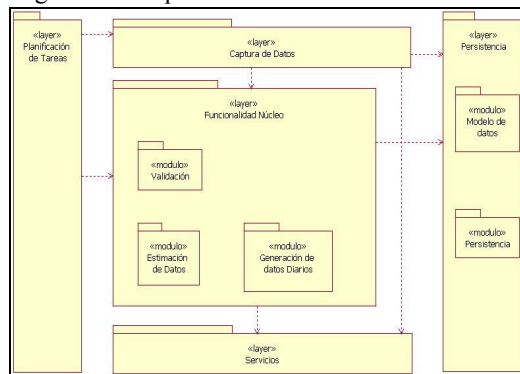 «layer»
Planificación
de Tareas
«layer»
Captura de Datos
«layer»
Funcionalidad Núcleo
«modulo»
Validación
«modulo»
Estimación
de Datos
«modulo»
Generación de
datos Diarios
«layer»
Servicios
«layer»
Persistencia
«modulo»
Modelo de
datos
«modulo»
Persistencia